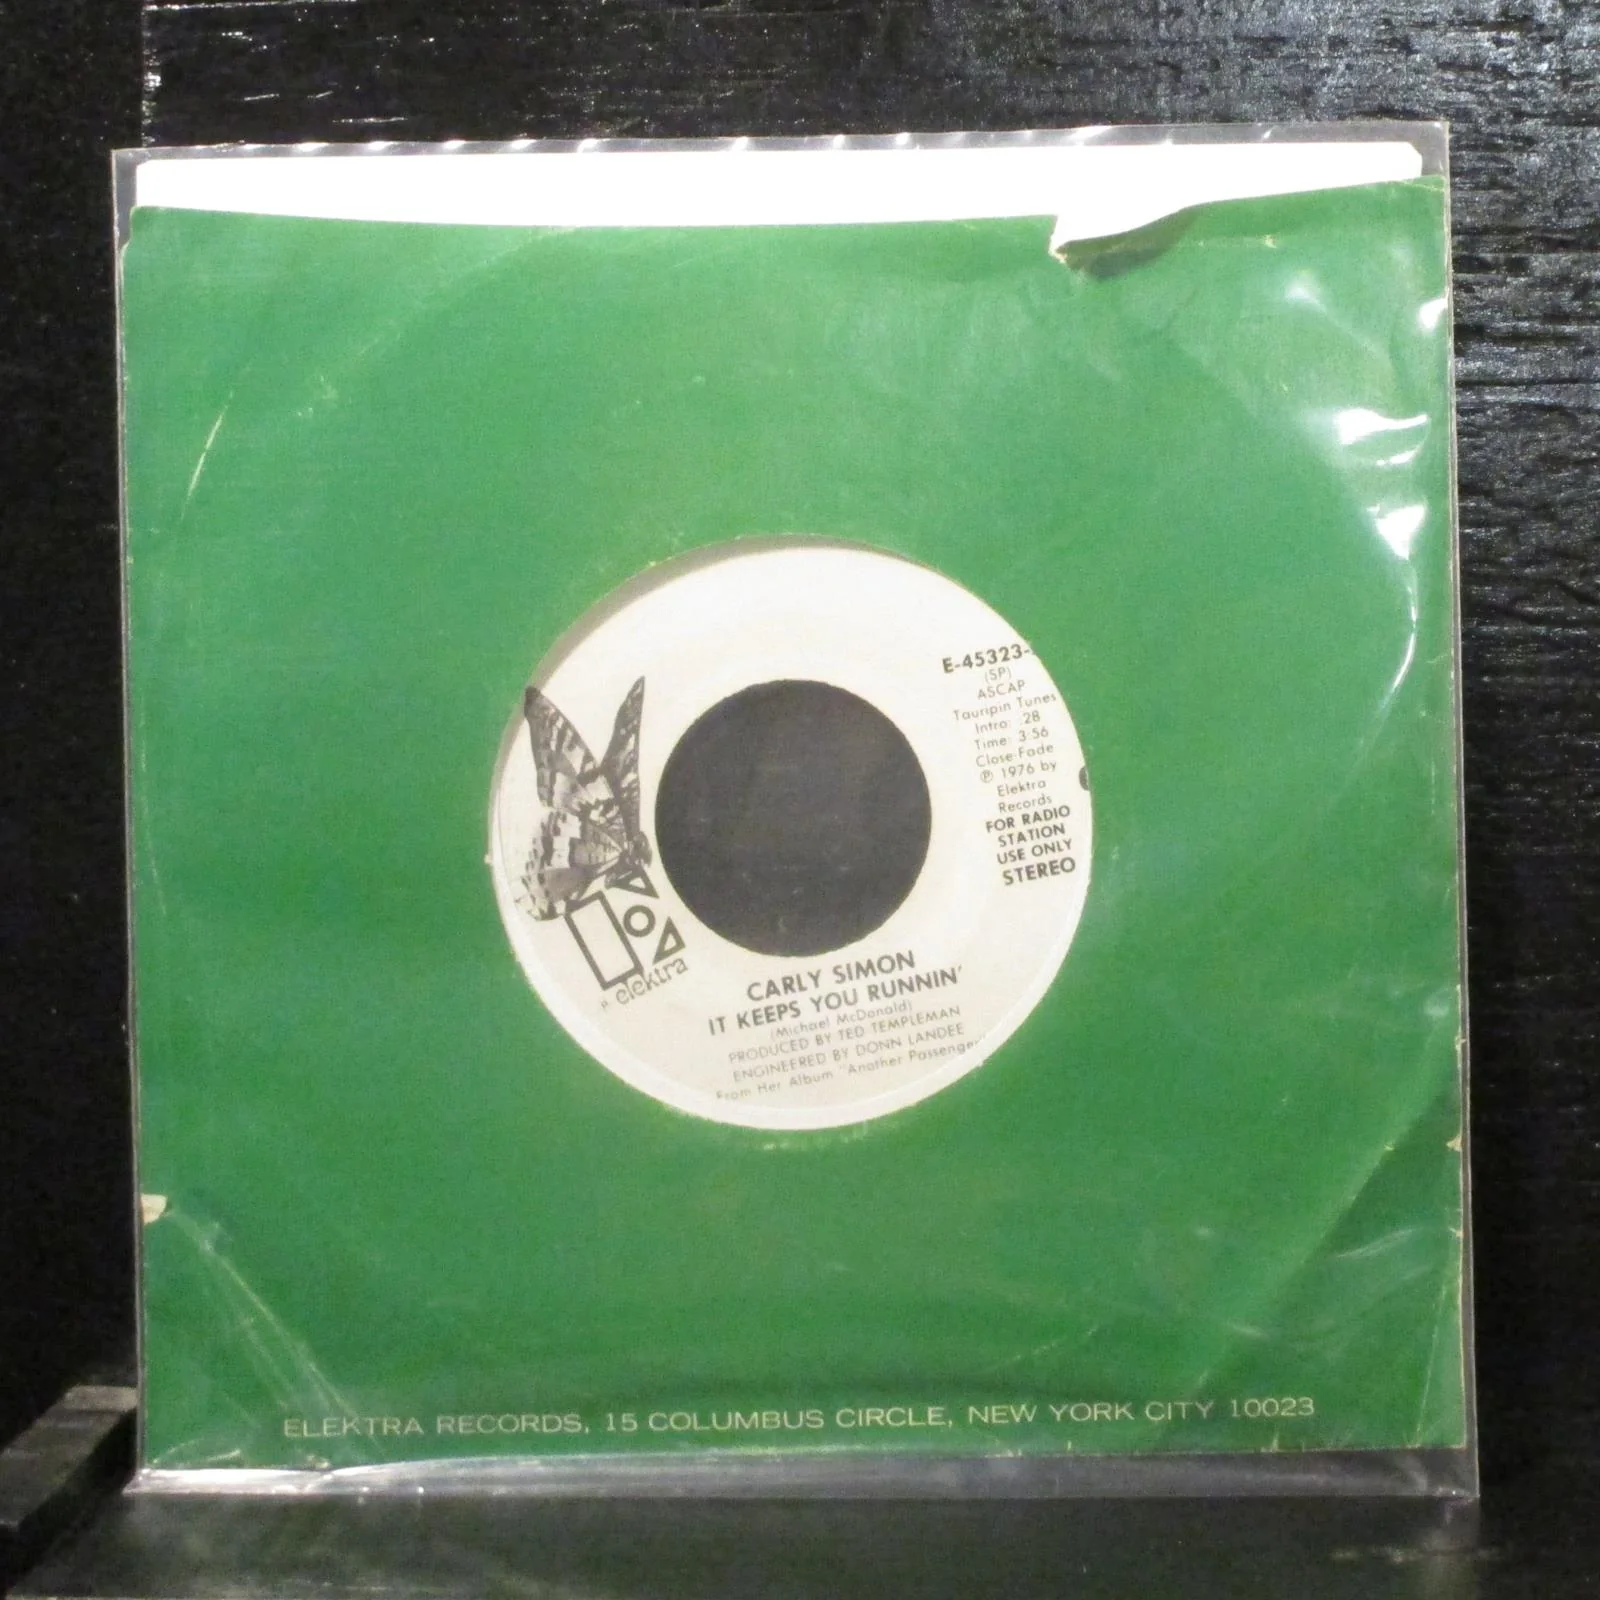 E-45323-
(SP)
ASCAP
Tauripin Tunes
Intro: .28
Time: 3:56
Close-Fade
℗ 1976 by
Elektra
Records
FOR RADIO
STATION
USE ONLY
STEREO
elektra
CARLY SIMON
IT KEEPS YOU RUNNIN'
(Michael McDonald)
PRODUCED BY TED TEMPLEMAN
ENGINEERED BY DONN LANDEE
From Her Album "Another Passenger"
ELEKTRA RECORDS, 15 COLUMBUS CIRCLE, NEW YORK CITY 10023